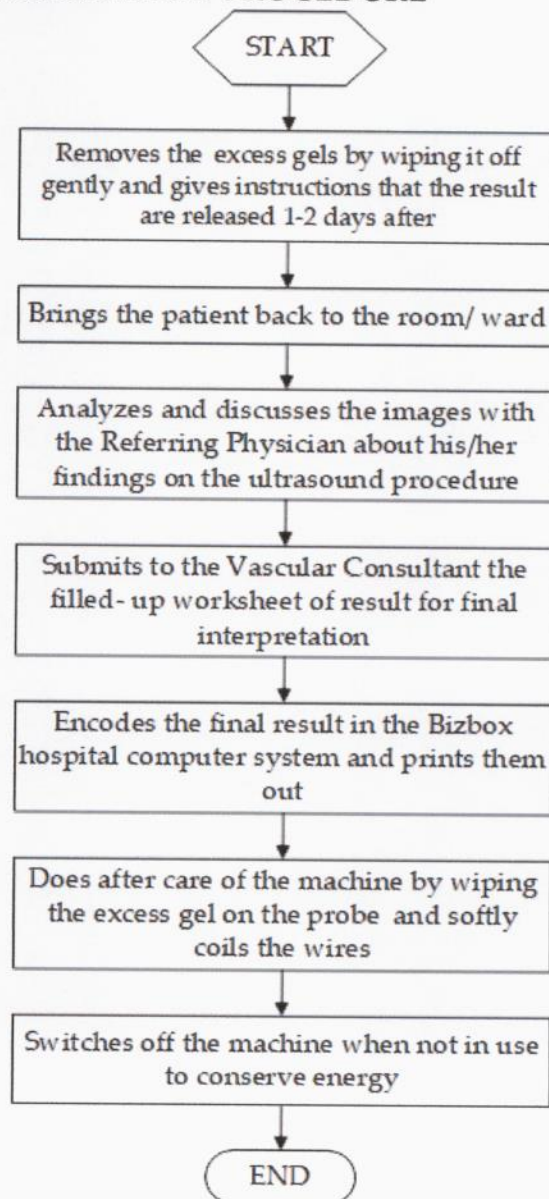 START
Removes the excess gels by wiping it off
gently and gives instructions that the result
are released 1-2 days after
Brings the patient back to the room/ ward
Analyzes and discusses the images with
the Referring Physician about his/her
findings on the ultrasound procedure
Submits to the Vascular Consultant the
filled- up worksheet of result for final
interpretation
Encodes the final result in the Bizbox
hospital computer system and prints them
out
Does after care of the machine by wiping
the excess gel on the probe and softly
coils the wires
Switches off the machine when not in use
to conserve energy
END